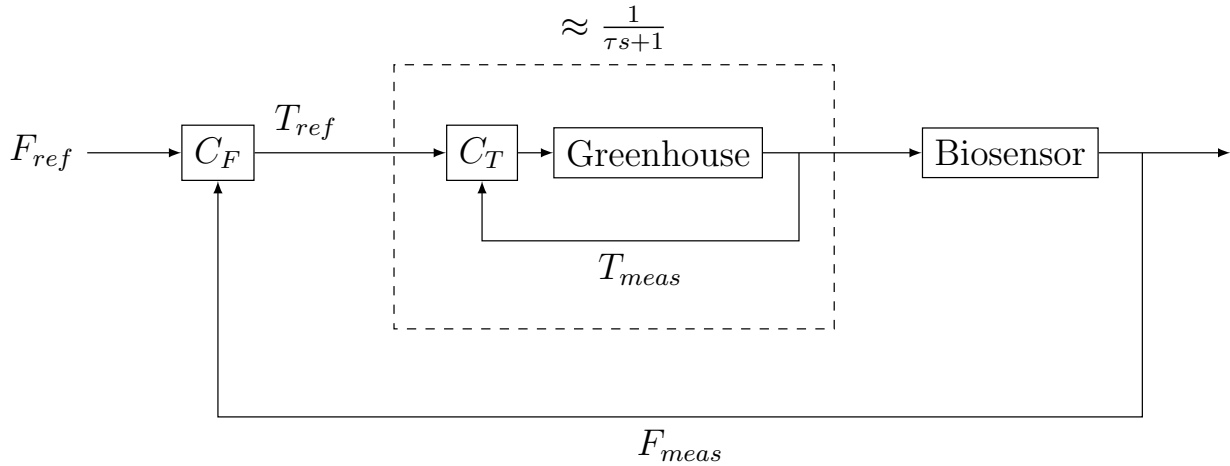 ≈ 1/(τs+1)
F_ref
C_F
T_ref
C_T
Greenhouse
Biosensor
T_meas
F_meas